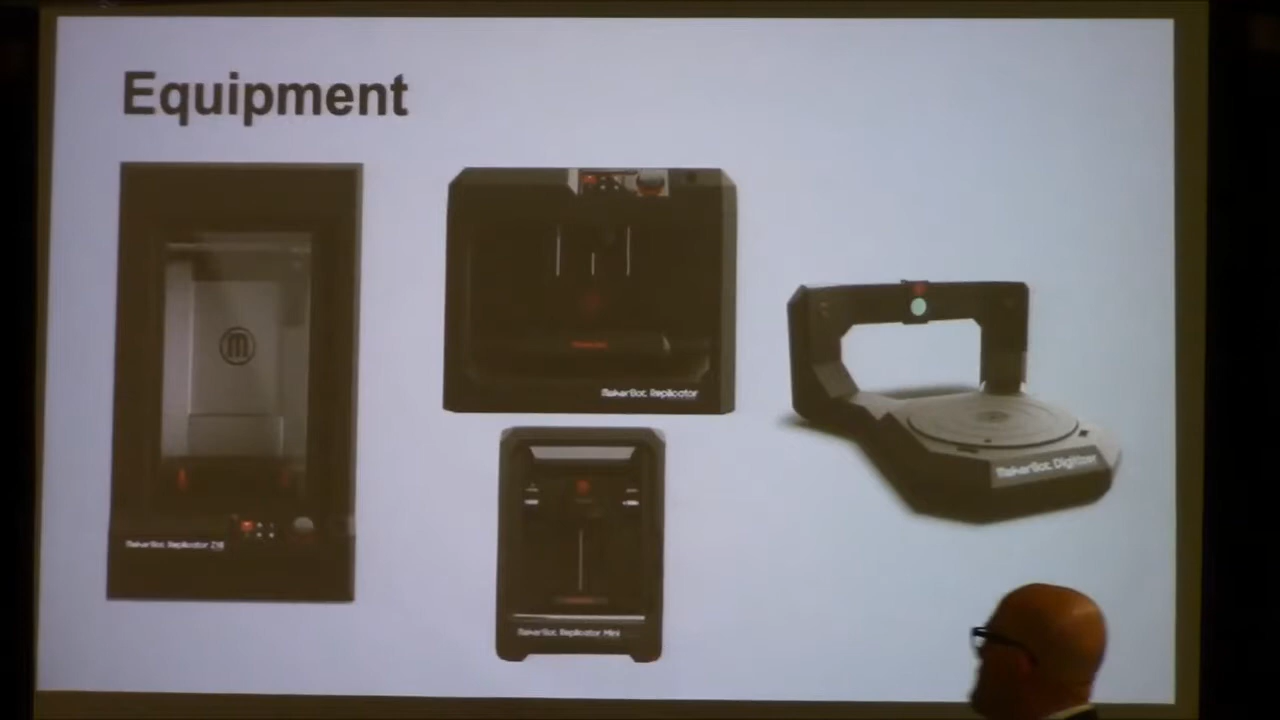 Equipment
MakerBot. Replicator
MakerBot. Digitizer
MakerBot Replicator Z18
MakerBot. Replicator Mini